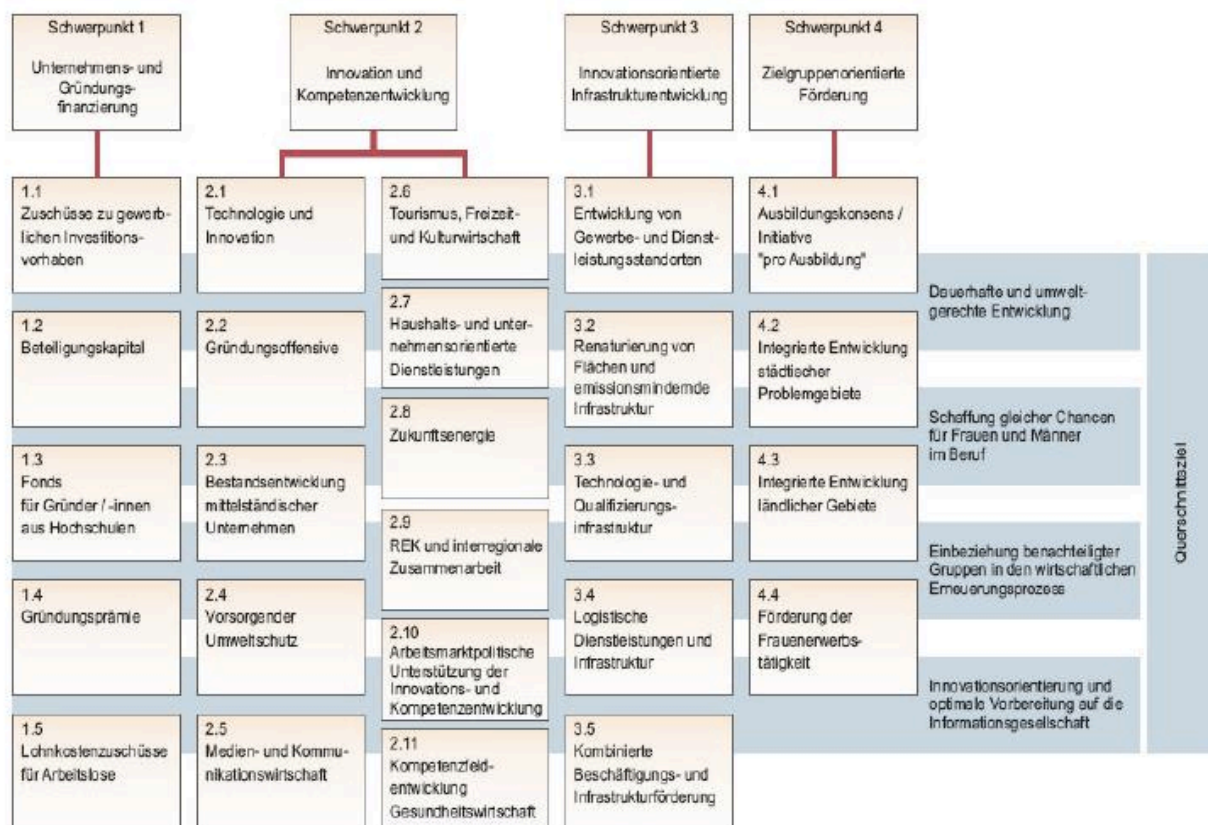 Schwerpunkt 1
Unternehmens- und
Gründungs-
finanzierung
Schwerpunkt 2
Innovation und
Kompetenzentwicklung
Schwerpunkt 3
Innovationsorientierte
Infrastrukturentwicklung
Schwerpunkt 4
Zielgruppenorientierte
Förderung
1.1
Zuschüsse zu gewerb-
lichen Investitions-
vorhaben
1.2
Beteiligungskapital
1.3
Fonds
für Gründer / -innen
aus Hochschulen
1.4
Gründungsprämie
1.5
Lohnkostenzuschüsse
für Arbeitslose
2.1
Technologie und
Innovation
2.2
Gründungsoffensive
2.3
Bestandsentwicklung
mittelständischer
Unternehmen
2.4
Vorsorgender
Umweltschutz
2.5
Medien- und Kommu-
nikationswirtschaft
2.6
Tourismus, Freizeit-
und Kulturwirtschaft
2.7
Haushalts- und unter-
nehmensorientierte
Dienstleistungen
2.8
Zukunftsenergie
2.9
REK und interregionale
Zusammenarbeit
2.10
Arbeitsmarktpolitische
Unterstützung der
Innovations- und
Kompetenzentwicklung
2.11
Kompetenzfeld-
entwicklung
Gesundheitswirtschaft
3.1
Entwicklung von
Gewerbe- und Dienst-
leistungsstandorten
3.2
Renaturierung von
Flächen und
emissionsmindernde
Infrastruktur
3.3
Technologie- und
Qualifizierungs-
infrastruktur
3.4
Logistische
Dienstleistungen und
Infrastruktur
3.5
Kombinierte
Beschäftigungs- und
Infrastrukturförderung
4.1
Ausbildungskonsens /
Initiative
"pro Ausbildung"
4.2
Integrierte Entwicklung
städtischer
Problemgebiete
4.3
Integrierte Entwicklung
ländlicher Gebiete
4.4
Förderung der
Frauenerwerbs-
tätigkeit
Dauerhafte und umwelt-
gerechte Entwicklung
Schaffung gleicher Chancen
für Frauen und Männer
im Beruf
Einbeziehung benachteiligter
Gruppen in den wirtschaftlichen
Erneuerungsprozess
Innovationsorientierung und
optimale Vorbereitung auf die
Informationsgesellschaft
Querschnittsziel